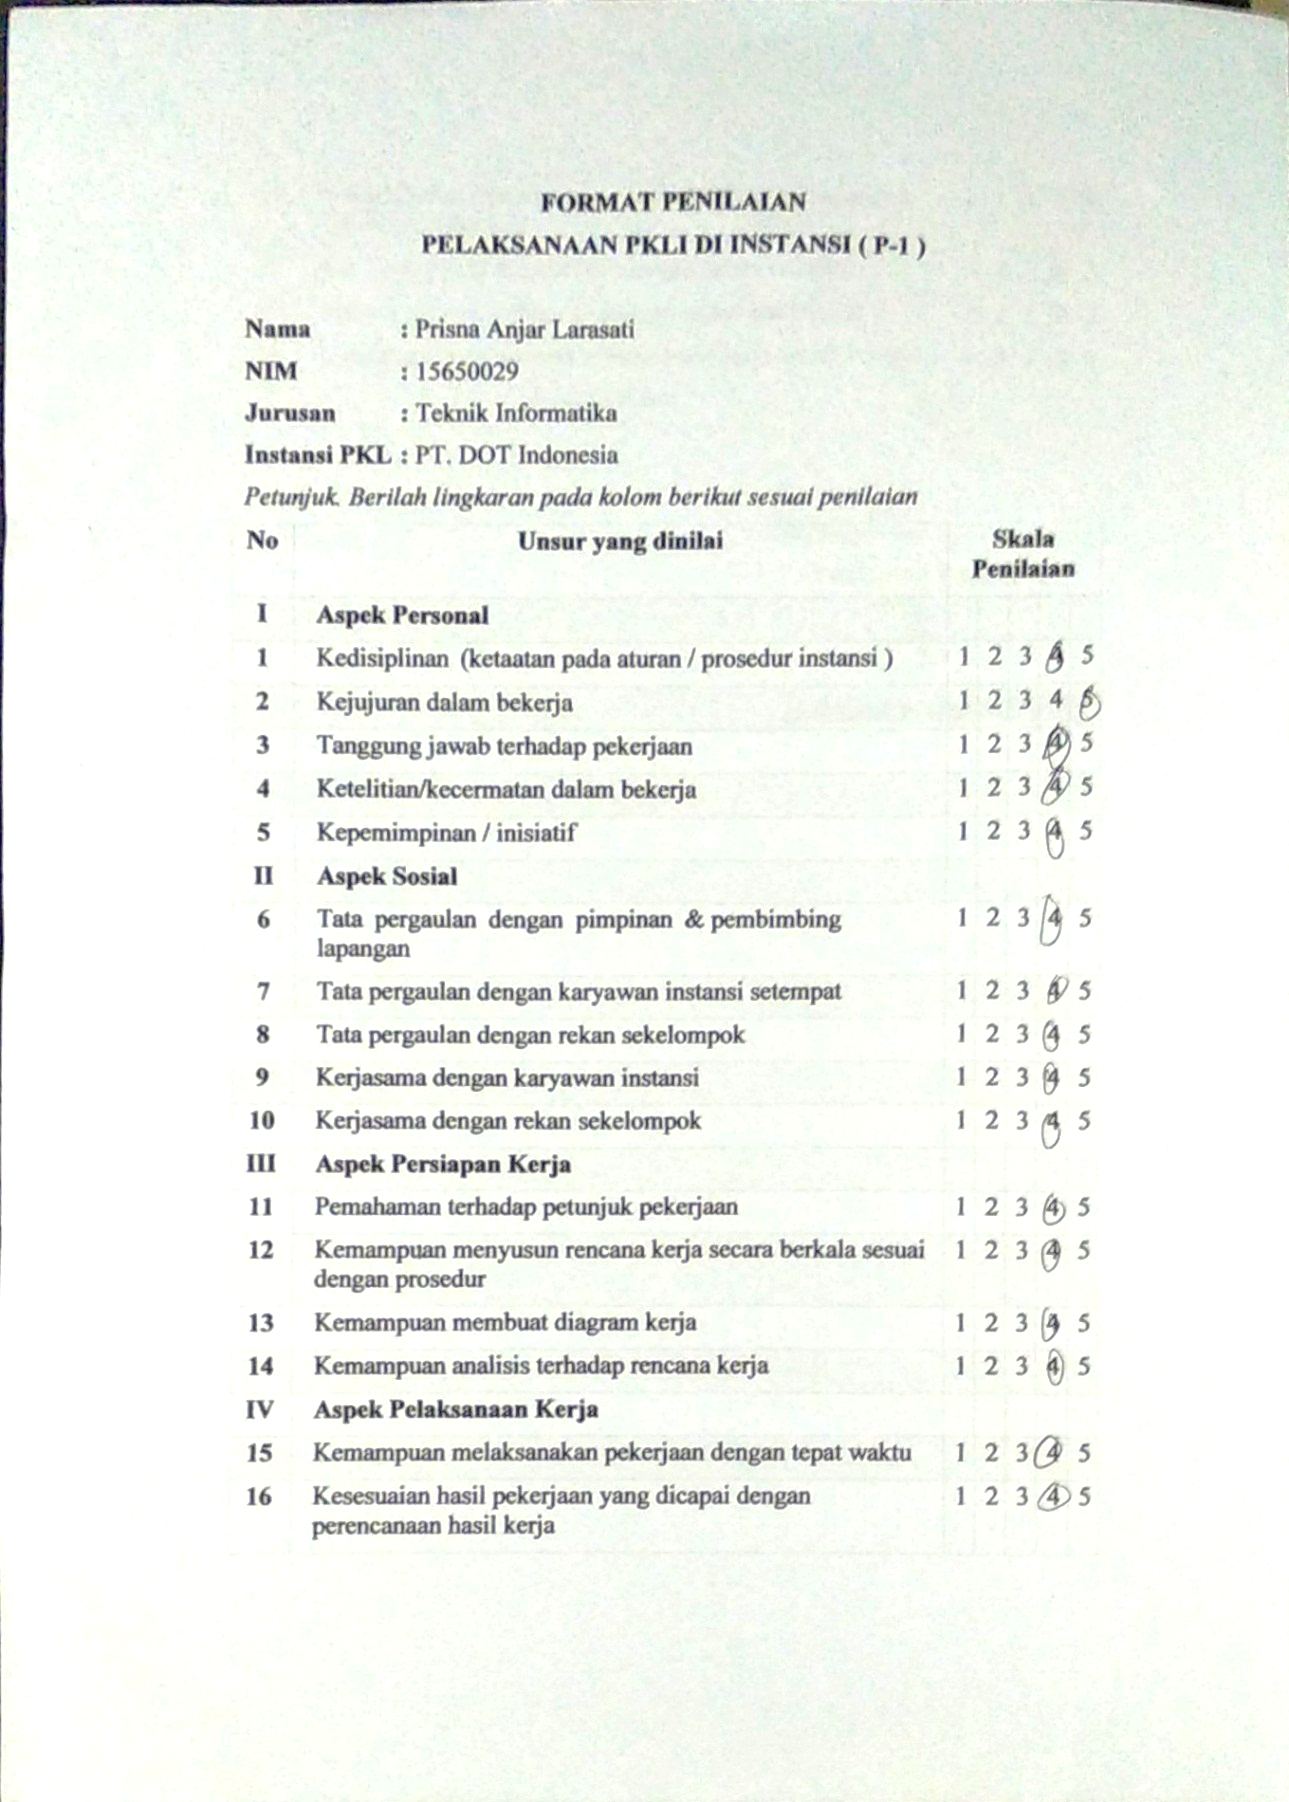 FORMAT PENILAIAN
PELAKSANAAN PKLI DI INSTANSI ( P-1 )
Nama : Prisna Anjar Larasati
NIM : 15650029
Jurusan : Teknik Informatika
Instansi PKL : PT. DOT Indonesia
Petunjuk. Berilah lingkaran pada kolom berikut sesuai penilaian
No Unsur yang dinilai Skala
Penilaian
I Aspek Personal
1 Kedisiplinan (ketaatan pada aturan / prosedur instansi ) 1 2 3 4 5
2 Kejujuran dalam bekerja 1 2 3 4 5
3 Tanggung jawab terhadap pekerjaan 1 2 3 4 5
4 Ketelitian/kecermatan dalam bekerja 1 2 3 4 5
5 Kepemimpinan / inisiatif 1 2 3 4 5
II Aspek Sosial
6 Tata pergaulan dengan pimpinan & pembimbing 1 2 3 4 5
lapangan
7 Tata pergaulan dengan karyawan instansi setempat 1 2 3 4 5
8 Tata pergaulan dengan rekan sekelompok 1 2 3 4 5
9 Kerjasama dengan karyawan instansi 1 2 3 4 5
10 Kerjasama dengan rekan sekelompok 1 2 3 4 5
III Aspek Persiapan Kerja
11 Pemahaman terhadap petunjuk pekerjaan 1 2 3 4 5
12 Kemampuan menyusun rencana kerja secara berkala sesuai 1 2 3 4 5
dengan prosedur
13 Kemampuan membuat diagram kerja 1 2 3 4 5
14 Kemampuan analisis terhadap rencana kerja 1 2 3 4 5
IV Aspek Pelaksanaan Kerja
15 Kemampuan melaksanakan pekerjaan dengan tepat waktu 1 2 3 4 5
16 Kesesuaian hasil pekerjaan yang dicapai dengan 1 2 3 4 5
perencanaan hasil kerja